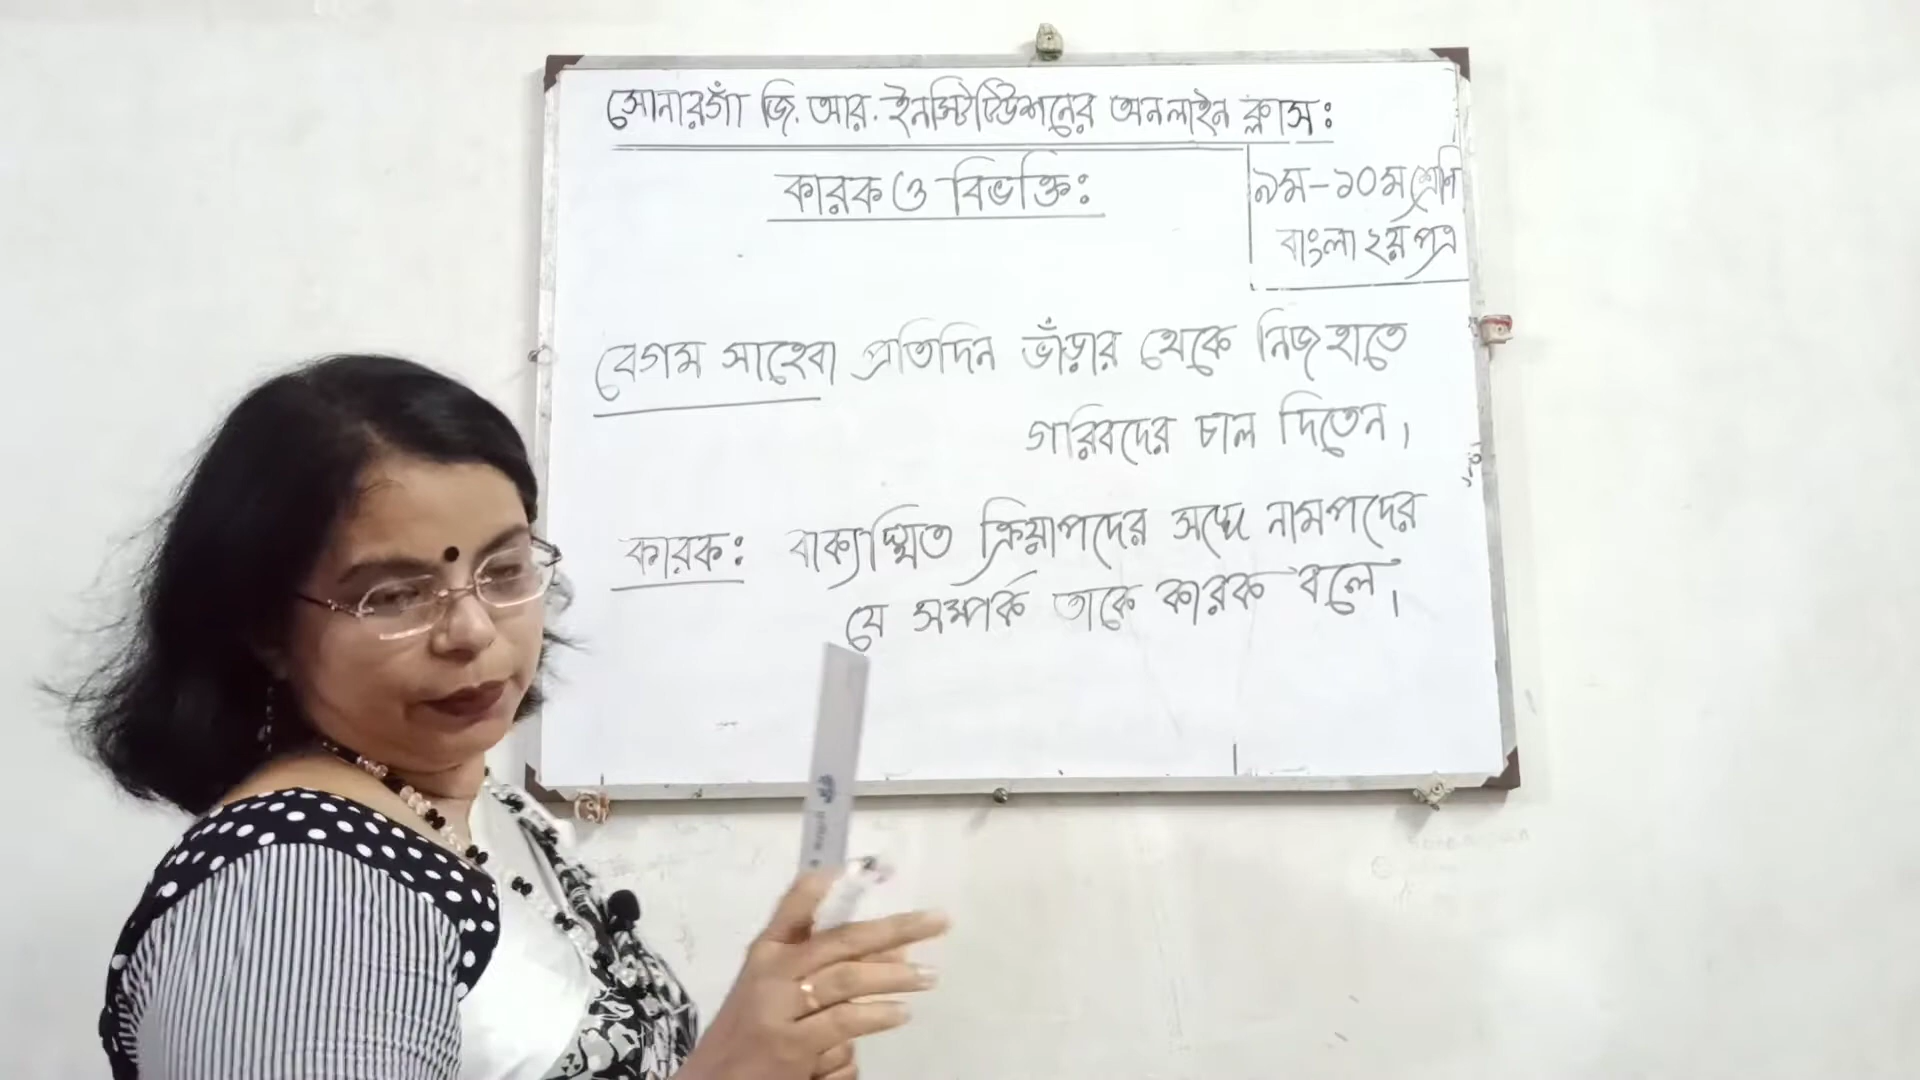 সোনারগাঁ জি. আর. ইনস্টিটিউশনের অনলাইন ক্লাস:
কারক ও বিভক্তি:
৯ম-১০ম শ্রেণি
বাংলা ২য় পত্র
বেগম সাহেবা প্রতিদিন ভাঁড়ার থেকে নিজ হাতে
গরিবদের চাল দিতেন।
কারক: বাক্যস্থিত ক্রিয়াপদের সঙ্গে নামপদের
যে সম্পর্ক তাকে কারক বলে।